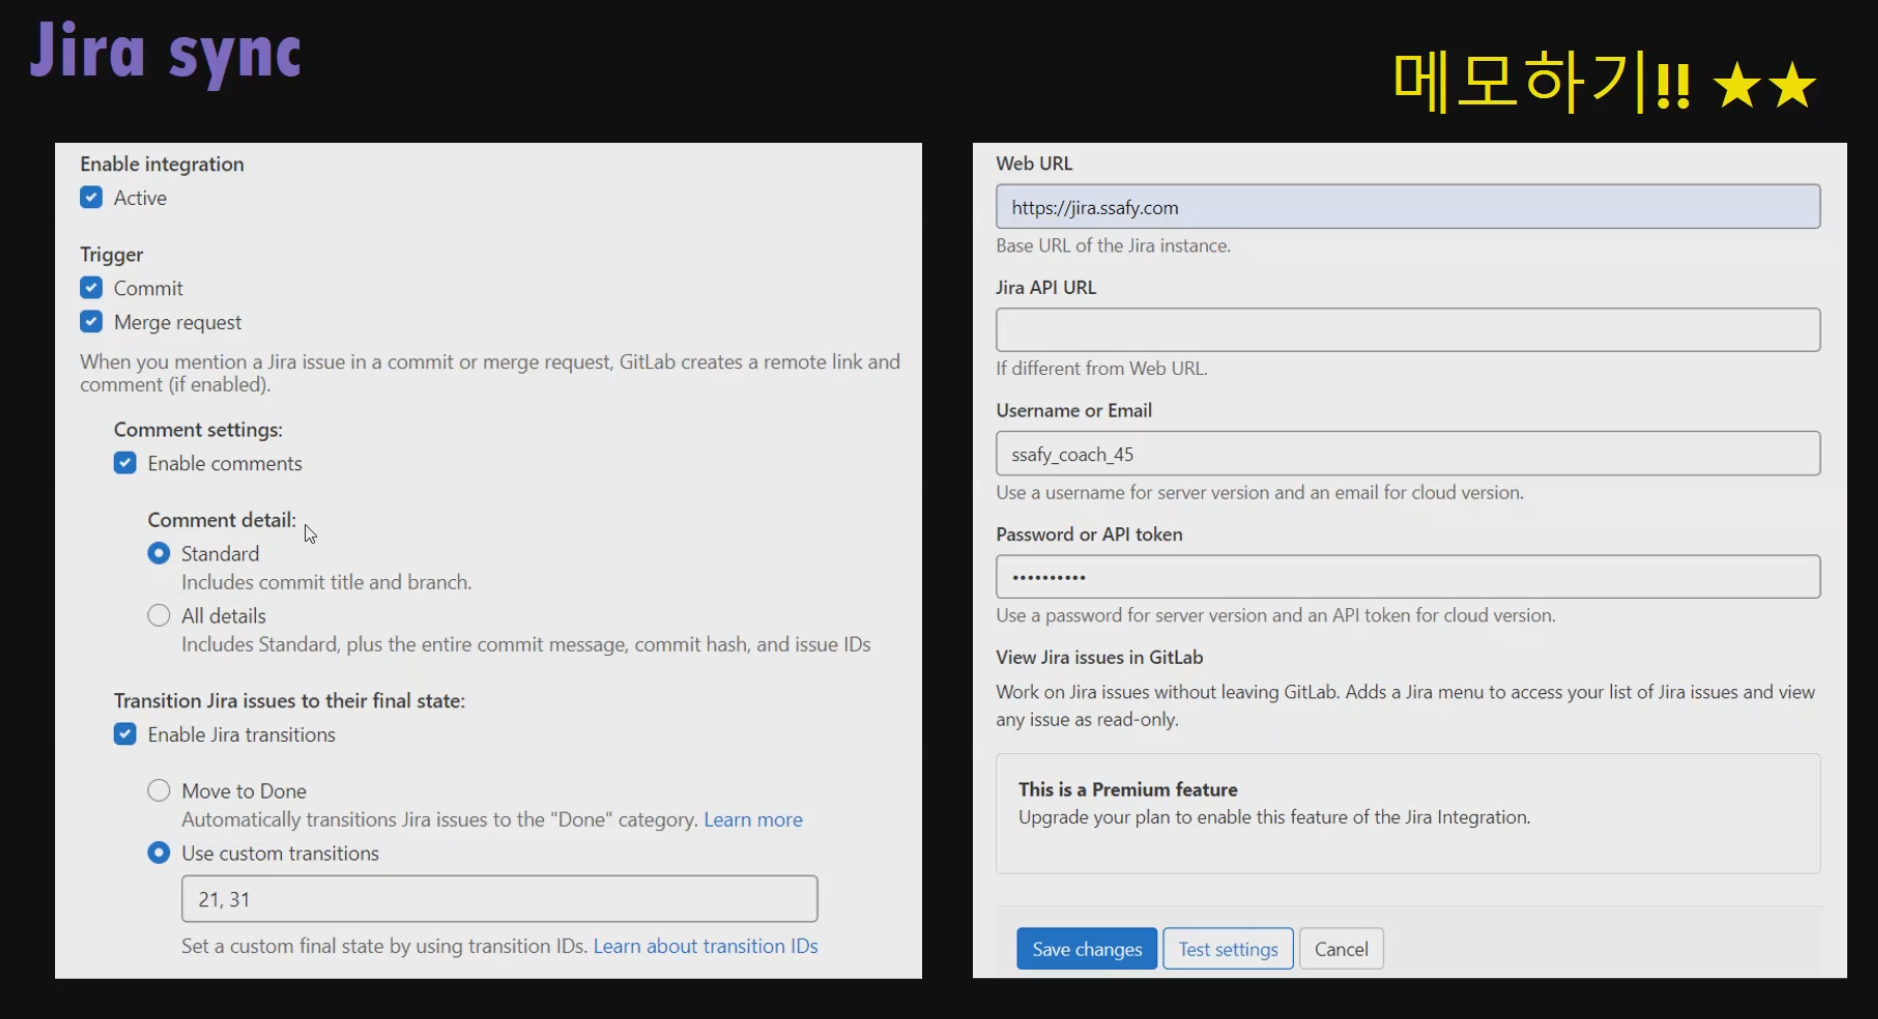 Jira sync
메모하기!! ★★
Enable integration
Active
Trigger
Commit
Merge request
When you mention a Jira issue in a commit or merge request, GitLab creates a remote link and
comment (if enabled).
Comment settings:
Enable comments
Comment detail:
Standard
Includes commit title and branch.
All details
Includes Standard, plus the entire commit message, commit hash, and issue IDs
Transition Jira issues to their final state:
Enable Jira transitions
Move to Done
Automatically transitions Jira issues to the "Done" category. Learn more
Use custom transitions
21, 31
Set a custom final state by using transition IDs. Learn about transition IDs
Web URL
https://jira.ssafy.com
Base URL of the Jira instance.
Jira API URL
If different from Web URL.
Username or Email
ssafy_coach_45
Use a username for server version and an email for cloud version.
Password or API token
••••••••••
Use a password for server version and an API token for cloud version.
View Jira issues in GitLab
Work on Jira issues without leaving GitLab. Adds a Jira menu to access your list of Jira issues and view
any issue as read-only.
This is a Premium feature
Upgrade your plan to enable this feature of the Jira Integration.
Save changes
Test settings
Cancel